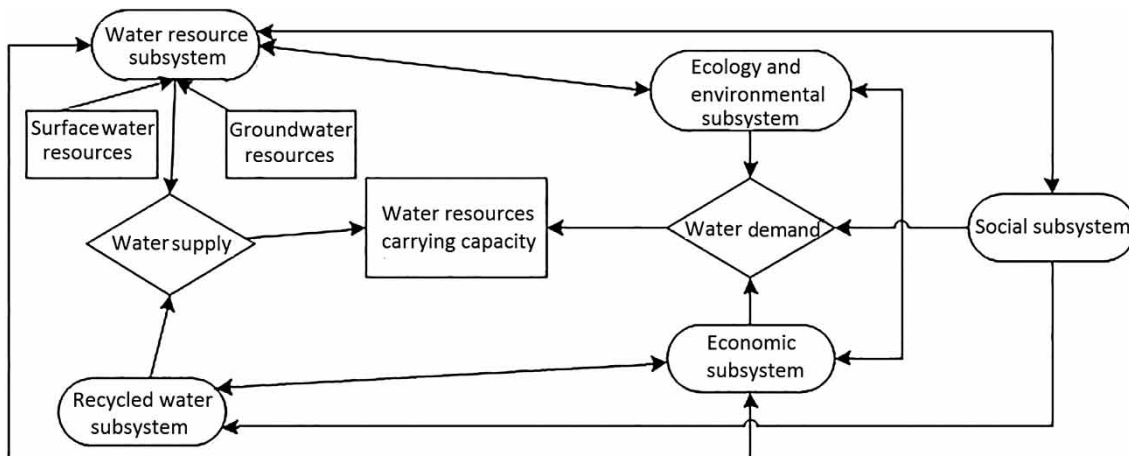 Water resource
subsystem
Ecology and
environmental
subsystem
Surface water
resources
Groundwater
resources
Water supply
Water resources
carrying capacity
Water demand
Social subsystem
Economic
subsystem
Recycled water
subsystem